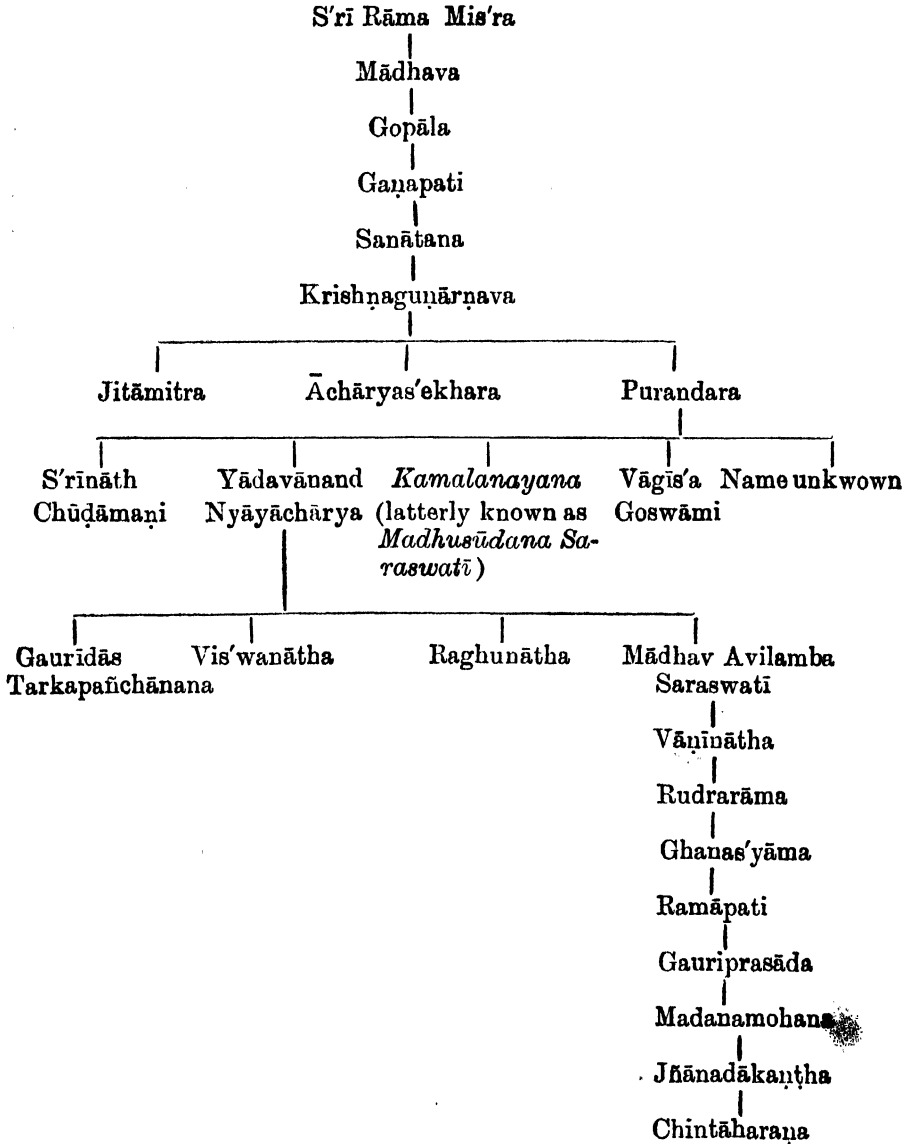 S'rī Rāma Mis'ra
Mādhava
Gopāla
Gaṇapati
Sanātana
Krishṇaguṇārṇava
Jitāmitra Āchāryas'ekhara Purandara
S'rīnāth Yādavānand Kamalanayana Vāgīs'a Name unkwown
Chūḍāmaṇi Nyāyāchārya (latterly known as Goswāmi
Madhusūdana Sa-
raswatī)
Gaurīdās Vis'wanātha Raghunātha Mādhav Avilamba
Tarkapañchānana Saraswatī
Vāṇīnātha
Rudrarāma
Ghanas'yāma
Ramāpati
Gauriprasāda
Madanamohana
Jñānadākaṇṭha
Chintāharaṇa